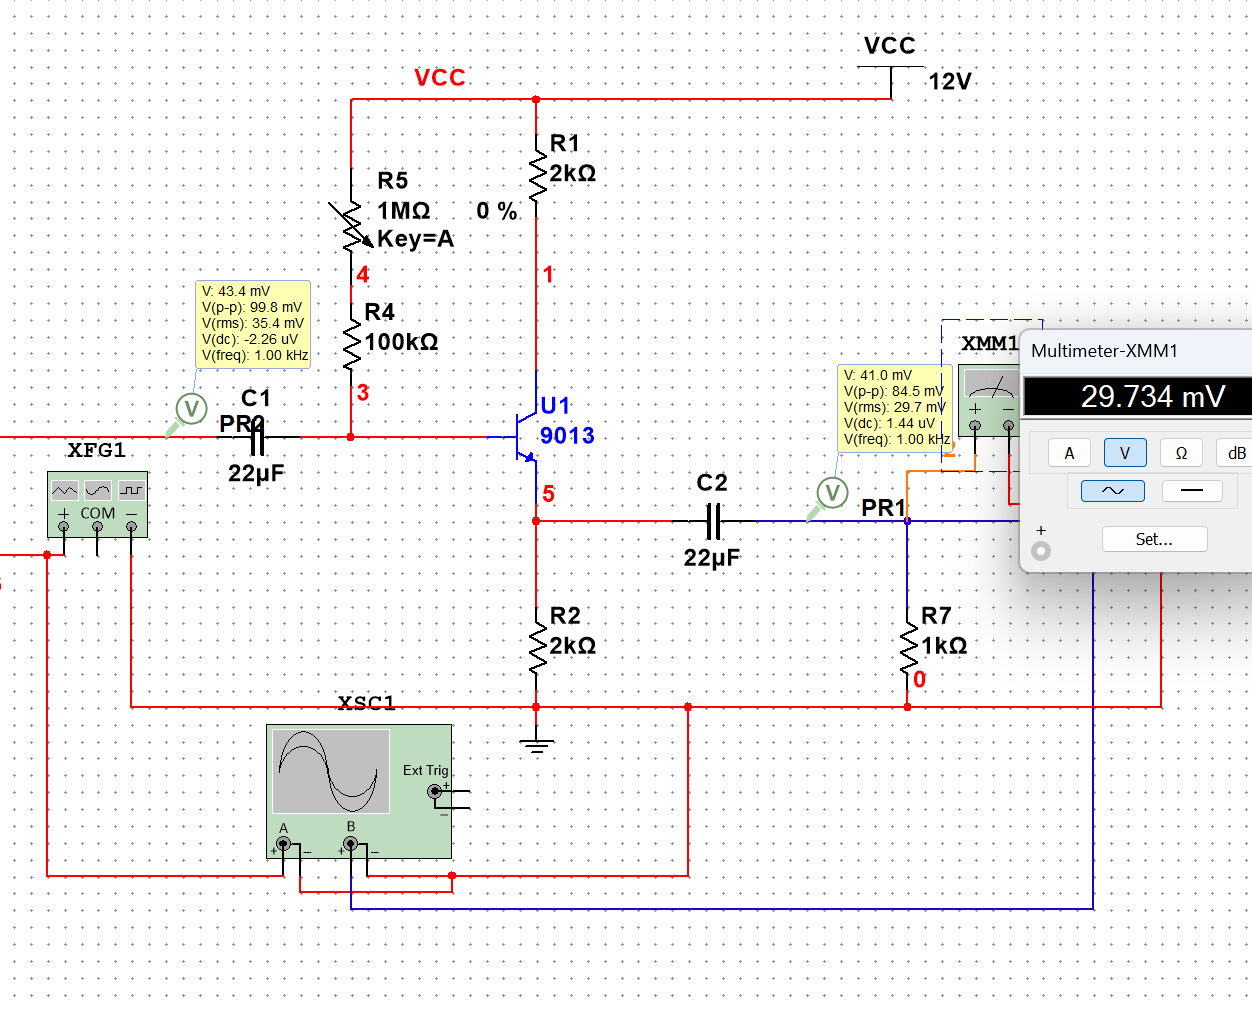 VCC
VCC
12V
R1
2kΩ
R5
1MΩ
0 %
Key=A
4
1
V: 43.4 mV
V(p-p): 99.8 mV
V(rms): 35.4 mV
V(dc): -2.26 uV
V(freq): 1.00 kHz
R4
100kΩ
XMM1
Multimeter-XMM1
29.734 mV
V: 41.0 mV
V(p-p): 84.5 mV
V(rms): 29.7 mV
V(dc): 1.44 uV
V(freq): 1.00 kHz
3
C1
V
PR2
U1
9013
22µF
XFG1
+ COM −
A
V
Ω
dB
Set...
+
5
C2
V
PR1
22µF
R2
2kΩ
R7
1kΩ
0
XSC1
Ext Trig
+
−
A
B
+ −
+ −